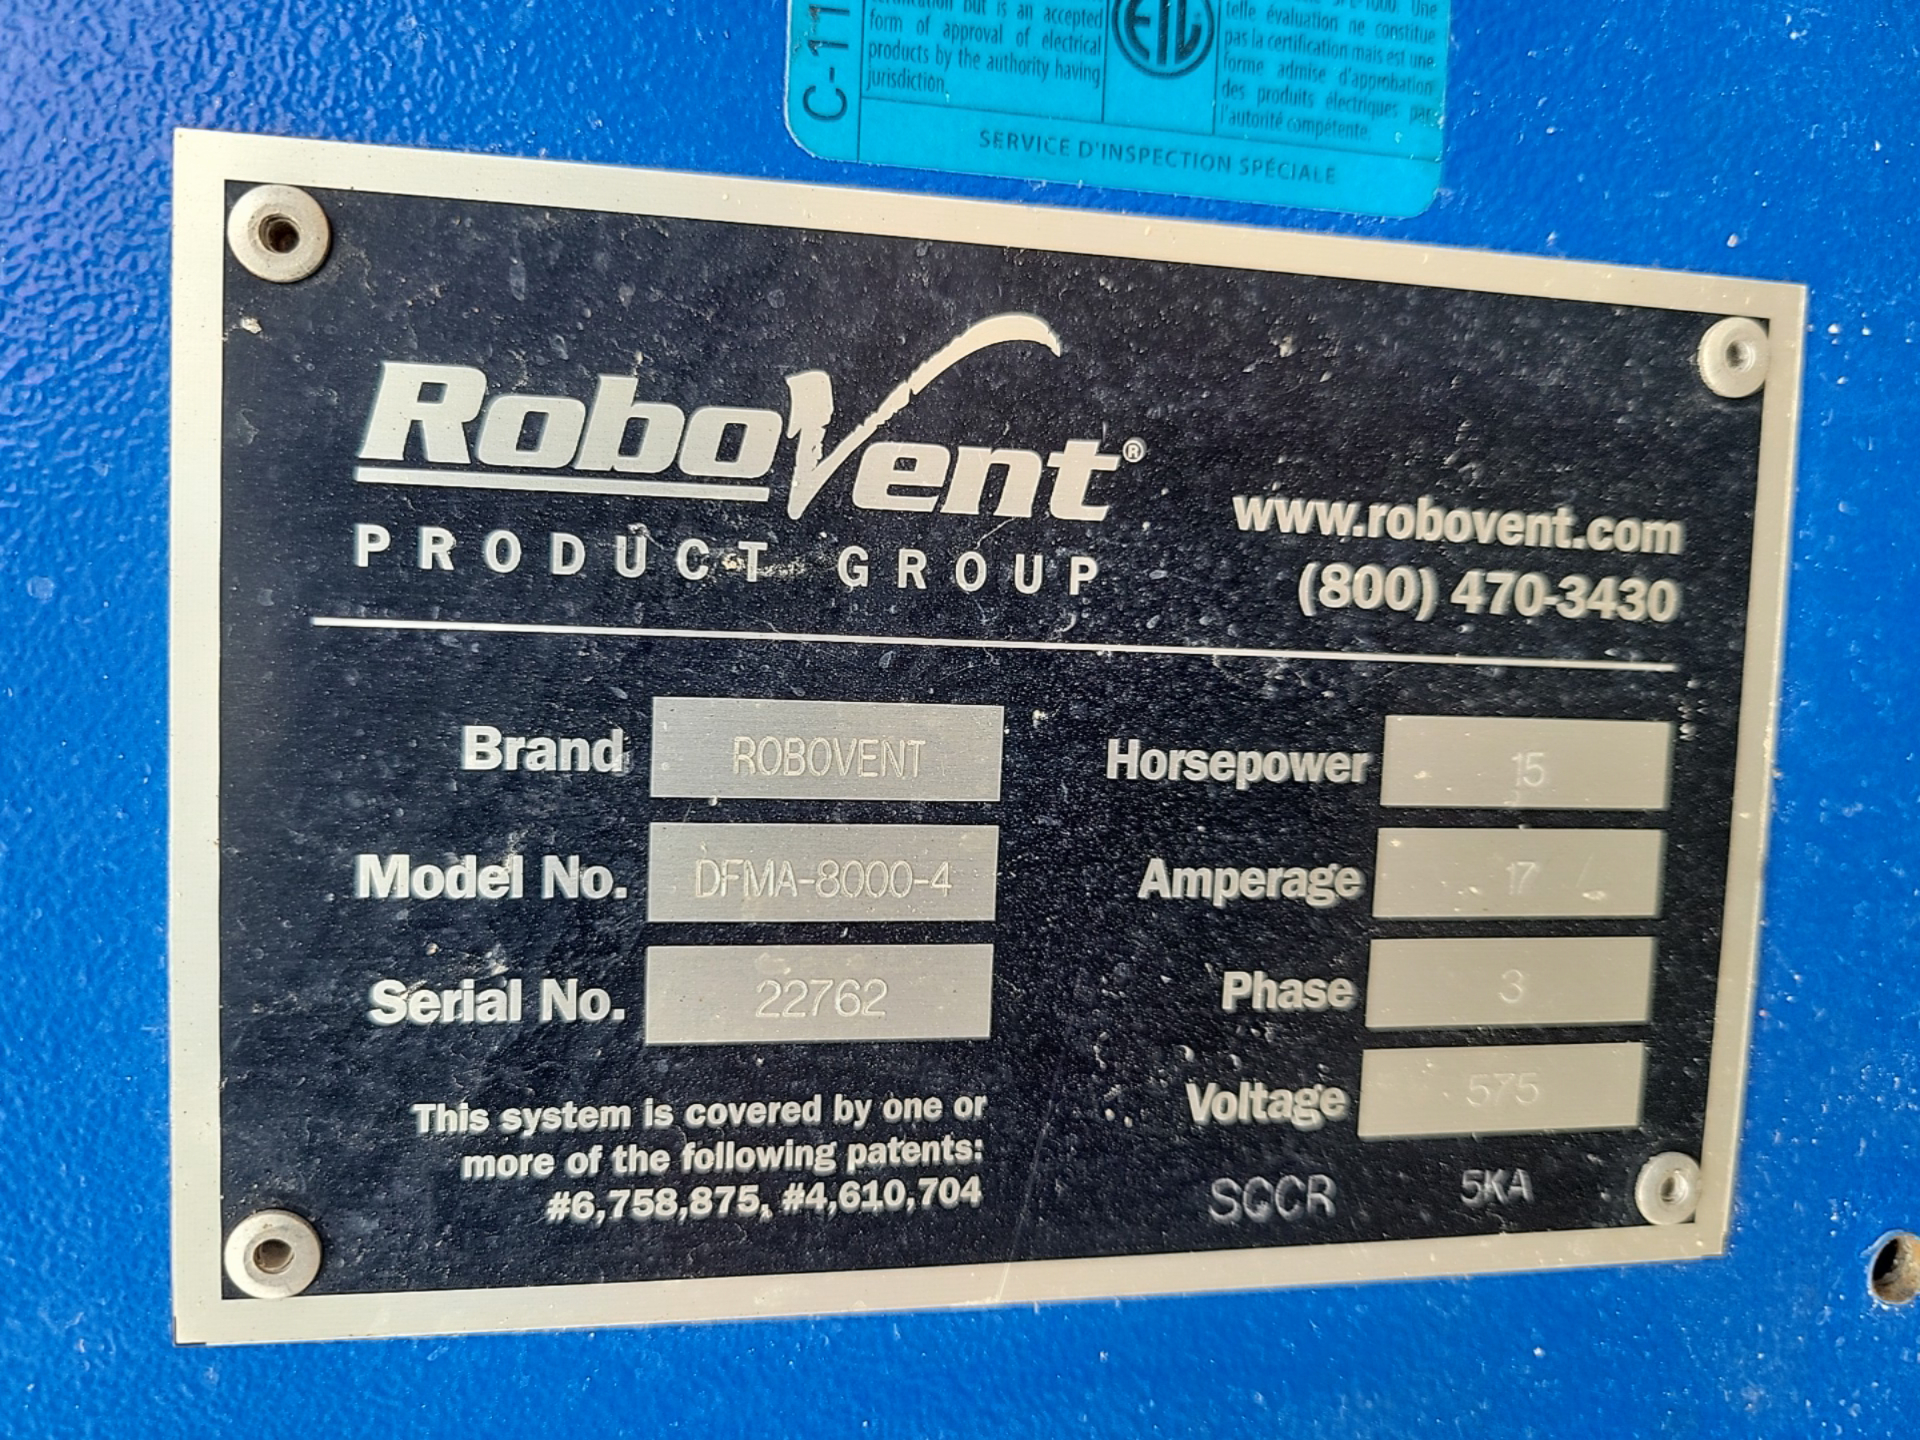 C-11
certification but is an accepted
form of approval of electrical
products by the authority having
jurisdiction.
ETL
SPE-1000. Une
telle évaluation ne constitue
pas la certification mais est une
forme admise d'approbation
des produits électriques par
l'autorité compétente.
SERVICE D'INSPECTION SPÉCIALE
ROBOVent®
PRODUCT GROUP
www.robovent.com
(800) 470-3430
Brand ROBOVENT
Model No. DFMA-8000-4
Serial No. 22762
This system is covered by one or
more of the following patents:
#6,758,875, #4,610,704
Horsepower 15
Amperage 17
Phase 3
Voltage 575
SCCR 5KA